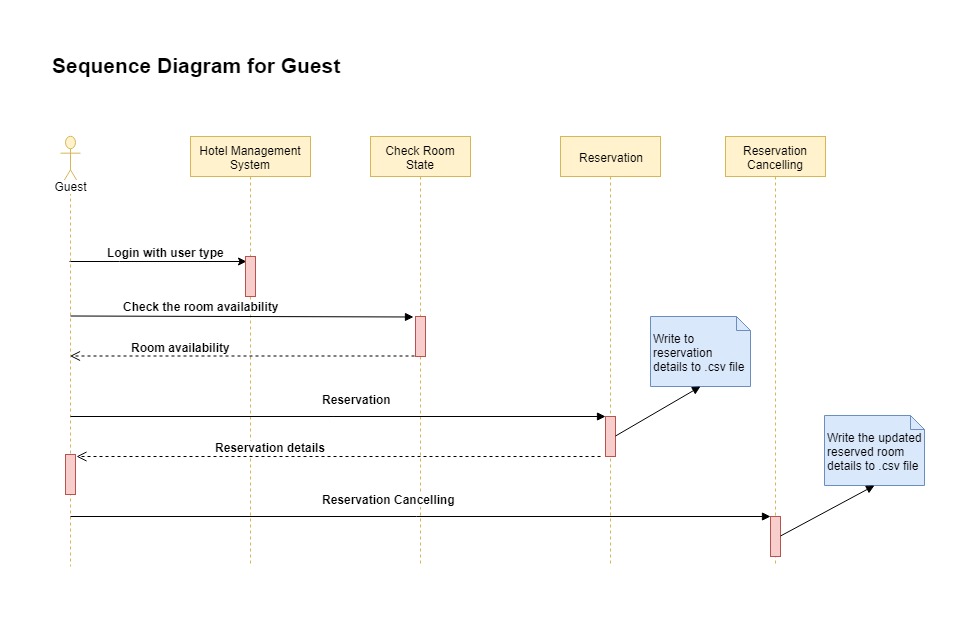 Sequence Diagram for Guest
Guest
Hotel Management
System
Check Room
State
Reservation
Reservation
Cancelling
Login with user type
Check the room availability
Room availability
Write to
reservation
details to .csv file
Reservation
Reservation details
Write the updated
reserved room
details to .csv file
Reservation Cancelling